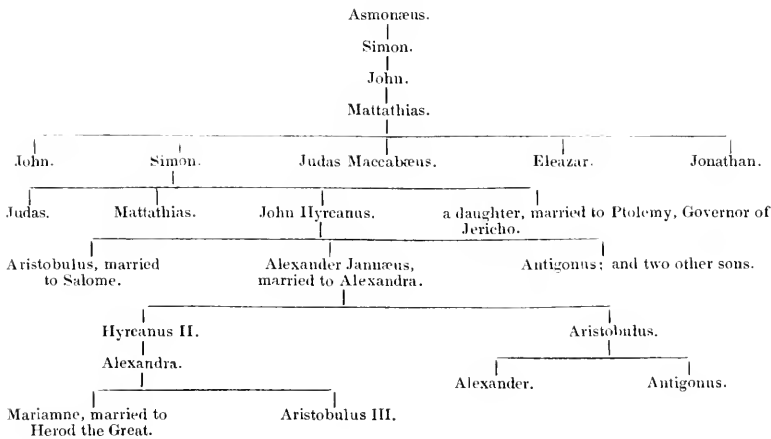 Asmonæus.
Simon.
John.
Mattathias.
John. Simon. Judas Maccabæus. Eleazar. Jonathan.
Judas. Mattathias. John Hyrcanus. a daughter, married to Ptolemy, Governor of
Jericho.
Aristobulus, married Alexander Jannæus, Antigonus; and two other sons.
to Salome. married to Alexandra.
Hyrcanus II. Aristobulus.
Alexandra.
Alexander. Antigonus.
Mariamne, married to Aristobulus III.
Herod the Great.